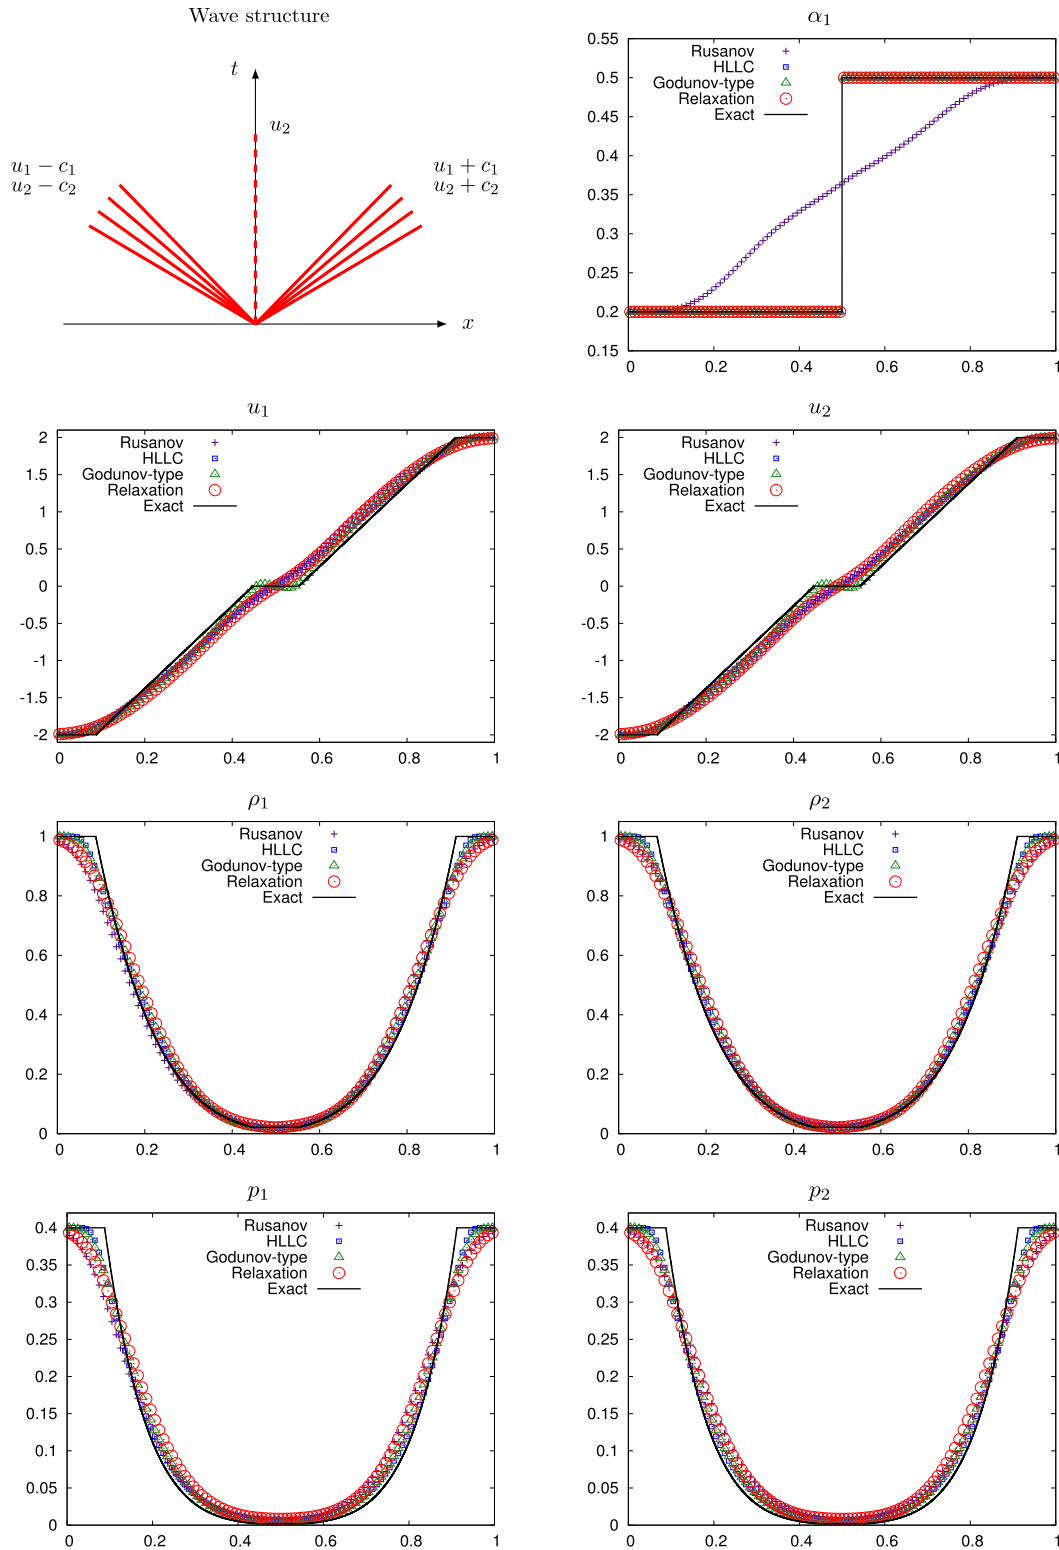 Wave structure
t
u₂
u₁ − c₁
u₂ − c₂
u₁ + c₁
u₂ + c₂
x
α₁
0.55
0.5
0.45
0.4
0.35
0.3
0.25
0.2
0.15
Rusanov
HLLC
Godunov-type
Relaxation
Exact
0.2 0.4 0.6 0.8 1
u₁
2
1.5
1
0.5
0
-0.5
-1
-1.5
-2
Rusanov
HLLC
Godunov-type
Relaxation
Exact
0 0.2 0.4 0.6 0.8 1
u₂
2
1.5
1
0.5
0
-0.5
-1
-1.5
-2
Rusanov
HLLC
Godunov-type
Relaxation
Exact
0 0.2 0.4 0.6 0.8 1
ρ₁
1
0.8
0.6
0.4
0.2
0
Rusanov
HLLC
Godunov-type
Relaxation
Exact
0 0.2 0.4 0.6 0.8 1
ρ₂
1
0.8
0.6
0.4
0.2
0
Rusanov
HLLC
Godunov-type
Relaxation
Exact
0 0.2 0.4 0.6 0.8 1
p₁
0.4
0.35
0.3
0.25
0.2
0.15
0.1
0.05
0
Rusanov
HLLC
Godunov-type
Relaxation
Exact
0 0.2 0.4 0.6 0.8 1
p₂
0.4
0.35
0.3
0.25
0.2
0.15
0.1
0.05
0
Rusanov
HLLC
Godunov-type
Relaxation
Exact
0 0.2 0.4 0.6 0.8 1